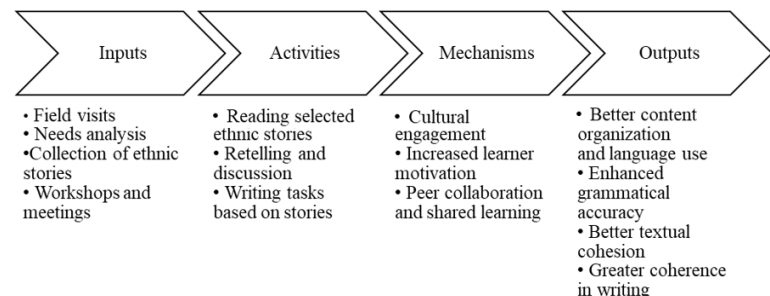 Inputs
Activities
Mechanisms
Outputs
• Field visits
• Needs analysis
•Collection of ethnic
stories
• Workshops and
meetings
• Reading selected
ethnic stories
• Retelling and
discussion
• Writing tasks
based on stories
• Cultural
engagement
• Increased learner
motivation
• Peer collaboration
and shared learning
• Better content
organization
and language use
• Enhanced
grammatical
accuracy
• Better textual
cohesion
• Greater coherence
in writing